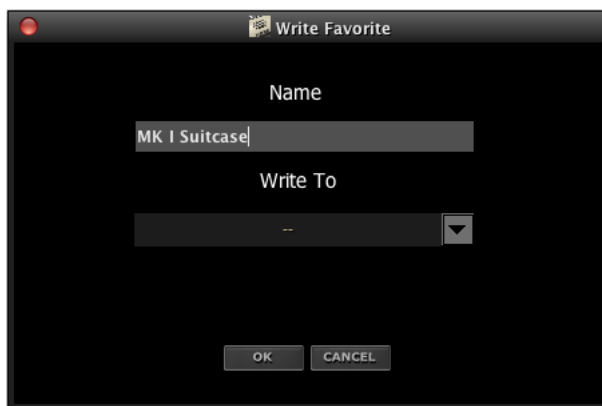 Write Favorite
Name
MK I Suitcase
Write To
--
OK CANCEL